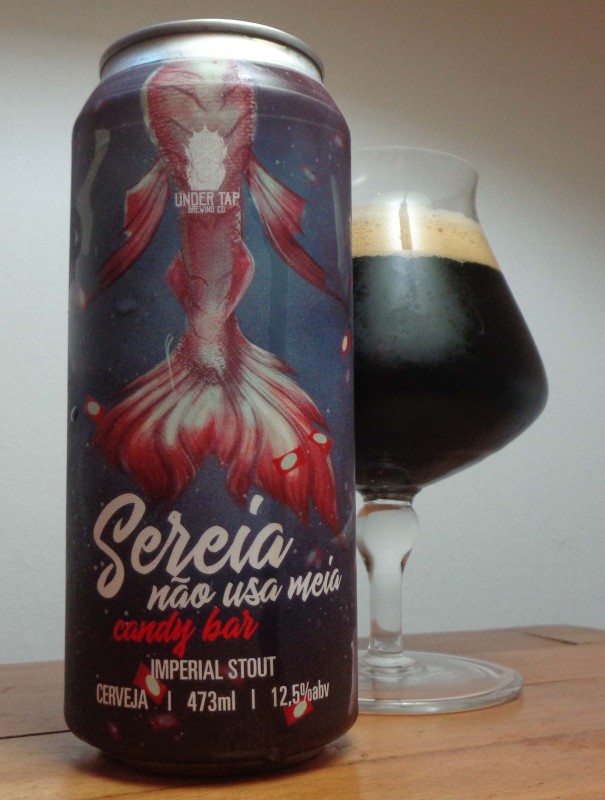 UNDER TAP
BREWING CO
Sereia
não usa meia
candy bar
IMPERIAL STOUT
CERVEJA | 473ml | 12,5%abv